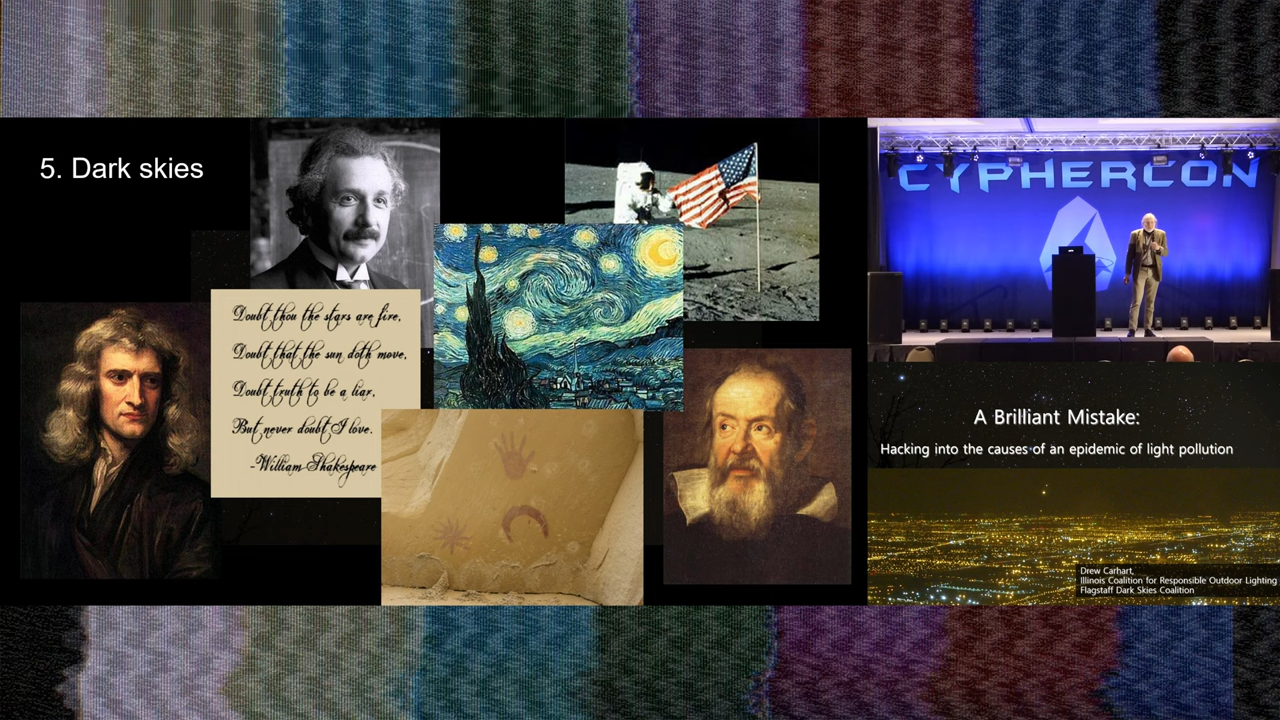 5. Dark skies
Doubt thou the stars are fire,
Doubt that the sun doth move,
Doubt truth to be a liar,
But never doubt I love.
-William Shakespeare
CYPHERCON
A Brilliant Mistake:
Hacking into the causes of an epidemic of light pollution
Drew Carhart,
Illinois Coalition for Responsible Outdoor Lighting
Flagstaff Dark Skies Coalition